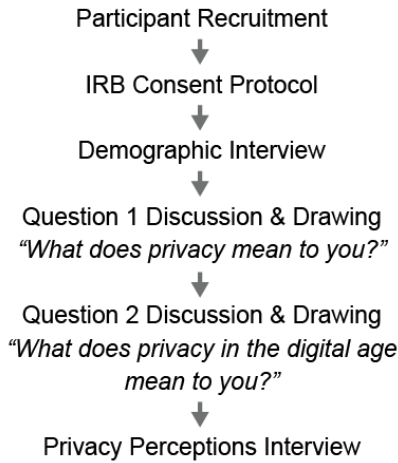 Participant Recruitment
IRB Consent Protocol
Demographic Interview
Question 1 Discussion & Drawing
“What does privacy mean to you?”
Question 2 Discussion & Drawing
“What does privacy in the digital age
mean to you?”
Privacy Perceptions Interview